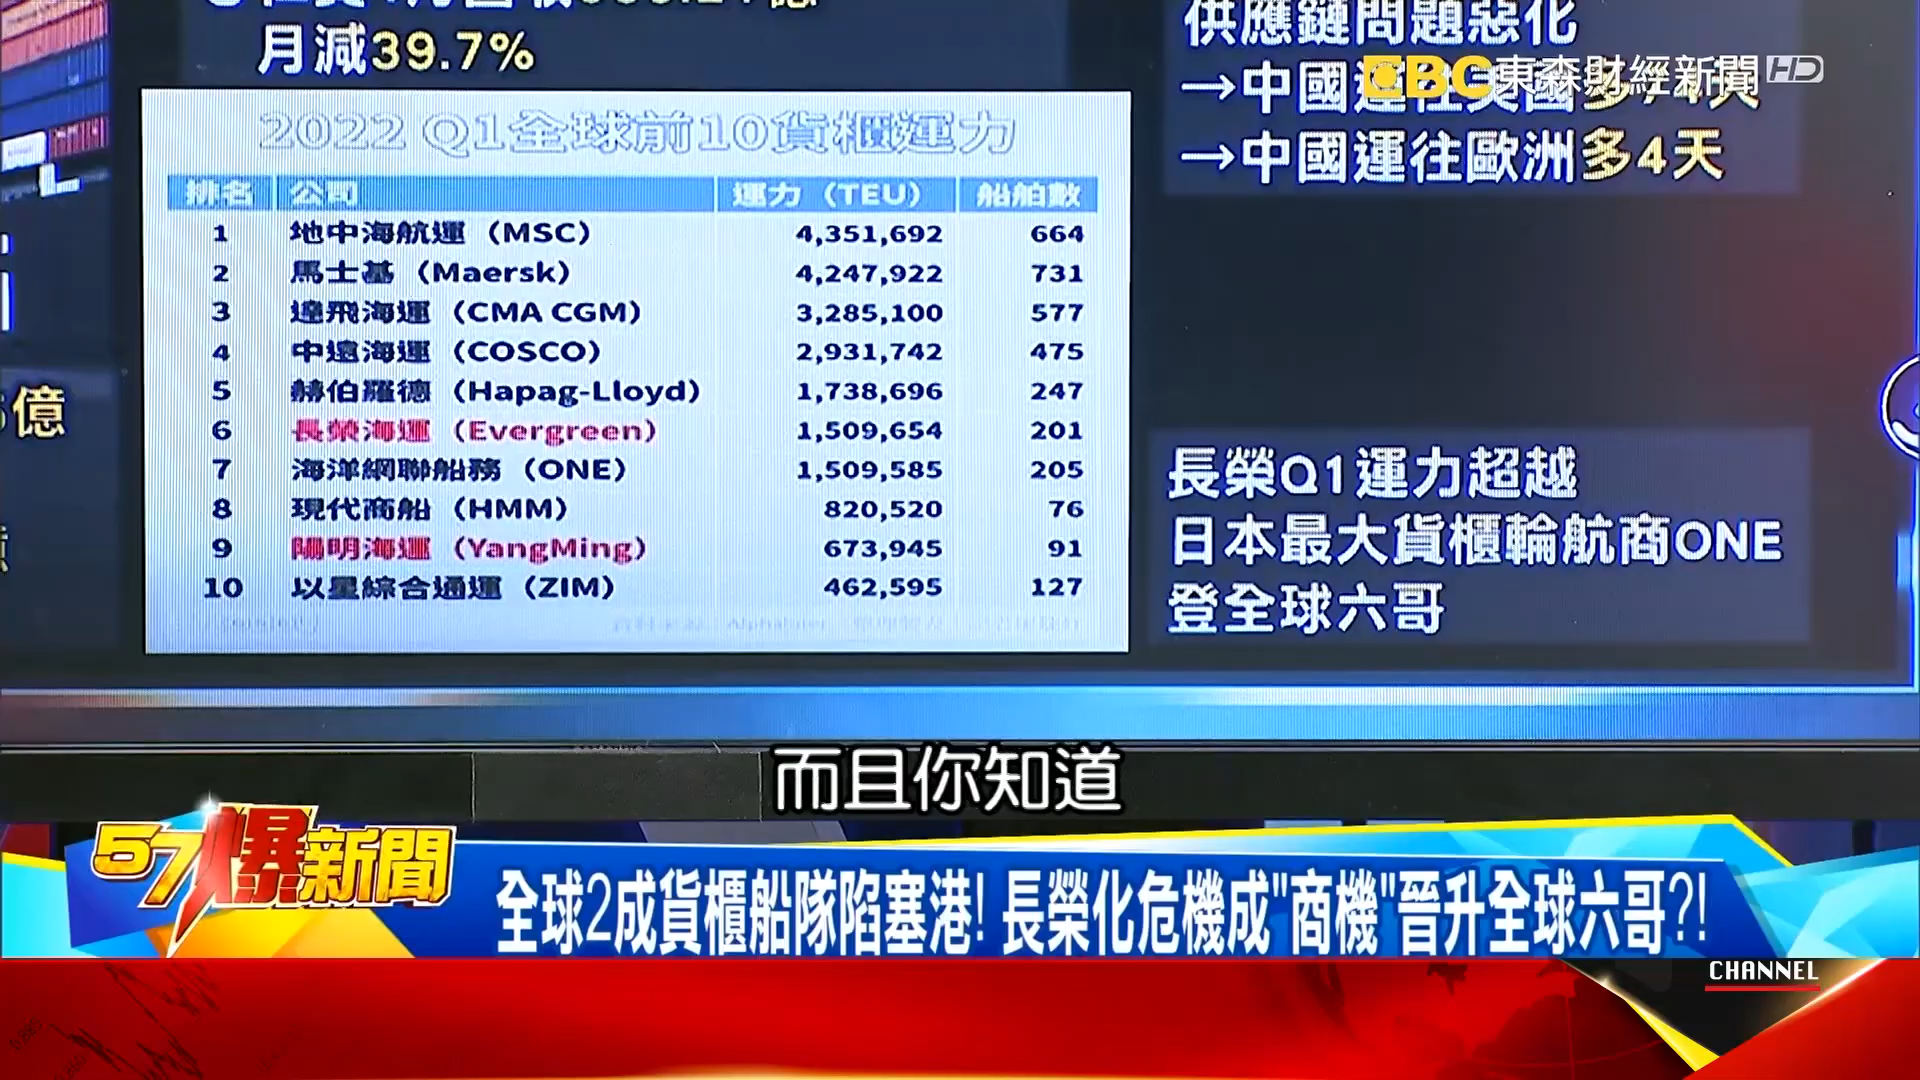 月減39.7%
供應鏈問題惡化
EBC東森財經新聞HD
→中國運往美國多
→中國運往歐洲多4天
2022 Q1全球前10貨櫃運力
排名 公司 運力（TEU） 船舶數
1 地中海航運（MSC） 4,351,692 664
2 馬士基（Maersk） 4,247,922 731
3 達飛海運（CMA CGM） 3,285,100 577
4 中遠海運（COSCO） 2,931,742 475
5 赫伯羅德（Hapag-Lloyd） 1,738,696 247
6 長榮海運（Evergreen） 1,509,654 201
7 海洋網聯船務（ONE） 1,509,585 205
8 現代商船（HMM） 820,520 76
9 陽明海運（YangMing） 673,945 91
10 以星綜合通運（ZIM） 462,595 127
億
長榮Q1運力超越
日本最大貨櫃輪航商ONE
登全球六哥
而且你知道
57爆新聞
全球2成貨櫃船隊陷塞港! 長榮化危機成"商機"晉升全球六哥?!
CHANNEL